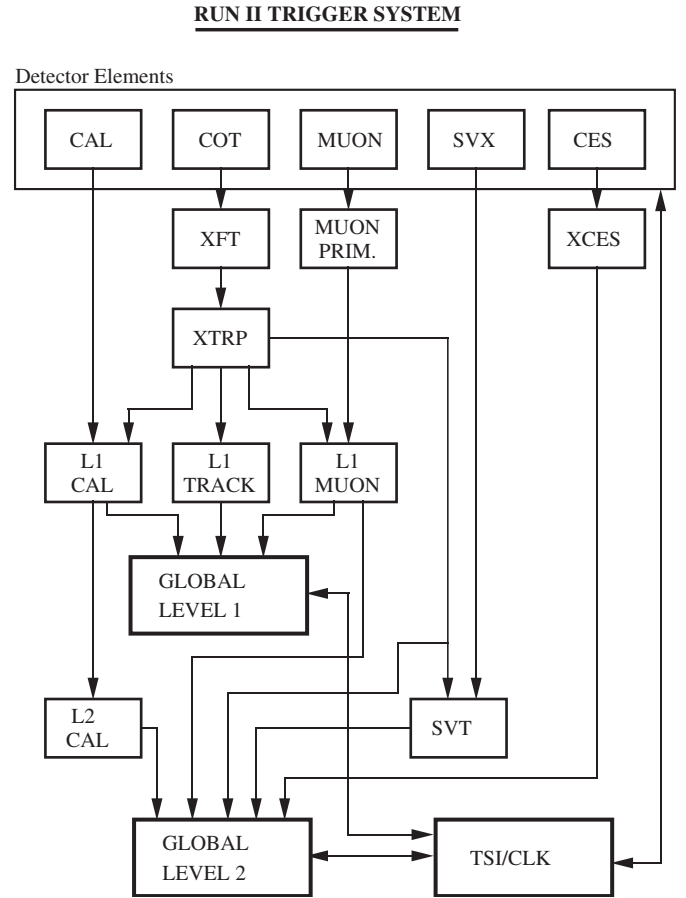 RUN II TRIGGER SYSTEM
Detector Elements
CAL
COT
MUON
SVX
CES
XFT
MUON
PRIM.
XCES
XTRP
L1
CAL
L1
TRACK
L1
MUON
GLOBAL
LEVEL 1
L2
CAL
SVT
GLOBAL
LEVEL 2
TSI/CLK